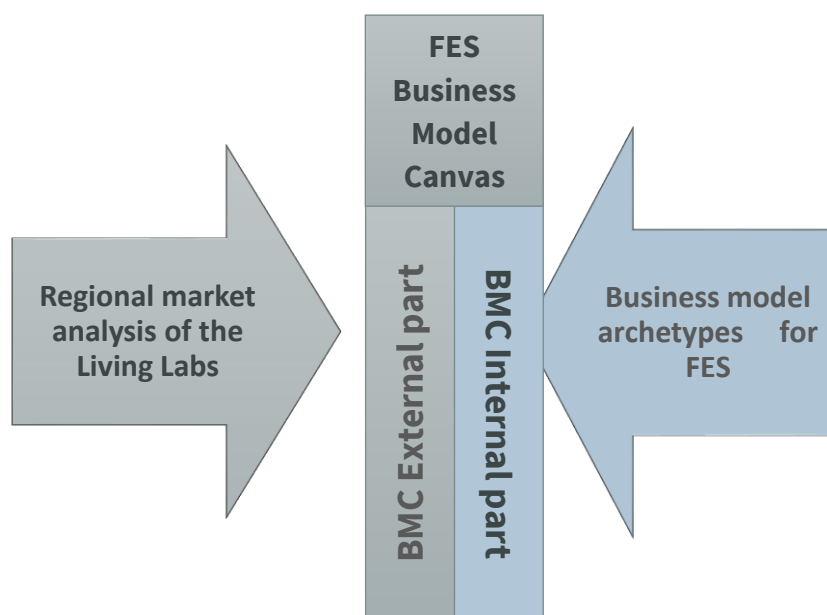 FES
Business
Model
Canvas
Regional market
analysis of the
Living Labs
BMC External part
BMC Internal part
Business model
archetypes for
FES